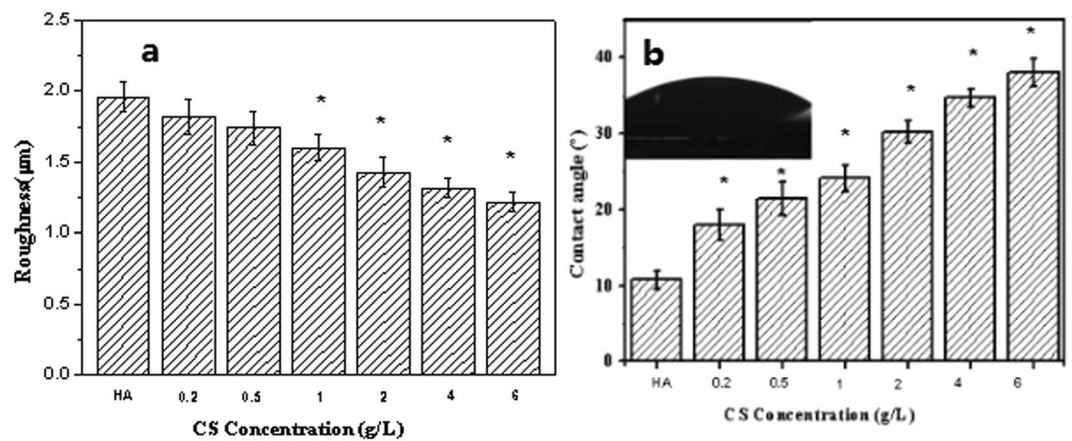 a
Roughness(μm)
2.5
2.0
1.5
1.0
0.5
0.0
* * * *
HA 0.2 0.5 1 2 4 6
CS Concentration (g/L)
b
Contact angle (°)
40
30
20
10
0
* * * * * *
HA 0.2 0.5 1 2 4 6
CS Concentration (g/L)